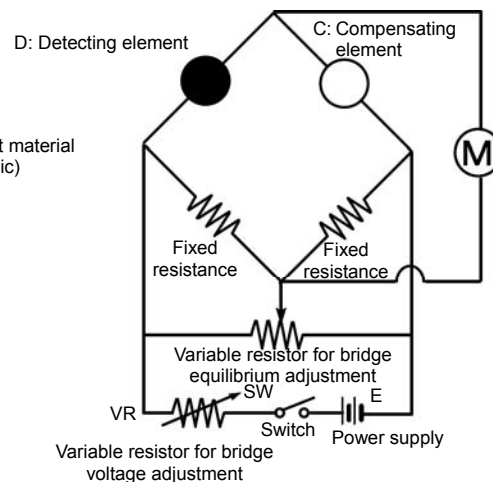 D: Detecting element
C: Compensating
element
t material
ic)
M
Fixed
resistance
Fixed
resistance
Variable resistor for bridge
equilibrium adjustment
SW
E
VR
Switch
Power supply
Variable resistor for bridge
voltage adjustment